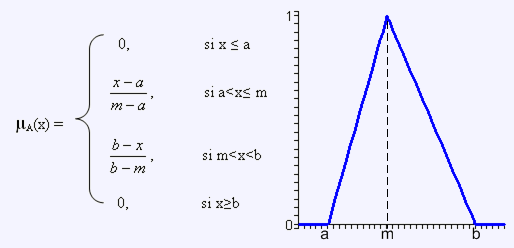 μA(x) =
0, si x ≤ a
x − a
m − a , si a<x≤ m
b − x
b − m , si m<x<b
0, si x≥b
1
0
a m b